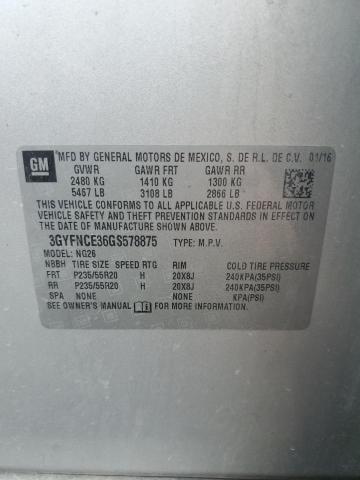 GM
MFD BY GENERAL MOTORS DE MEXICO, S. DE R.L. DE C.V. 01/16
GVWR GAWR FRT GAWR RR
2480 KG 1410 KG 1300 KG
5467 LB 3108 LB 2866 LB
THIS VEHICLE CONFORMS TO ALL APPLICABLE U.S. FEDERAL MOTOR
VEHICLE SAFETY AND THEFT PREVENTION STANDARDS IN EFFECT ON
THE DATE OF MANUFACTURE SHOWN ABOVE.
3GYFNCE36GS578875 TYPE: M.P.V.
MODEL: NG26
NBBH TIRE SIZE SPEED RTG RIM COLD TIRE PRESSURE
FRT P235/55R20 H 20X8J 240KPA(35PSI)
RR P235/55R20 H 20X8J 240KPA(35PSI)
SPA NONE NONE KPA(PSI)
SEE OWNER'S MANUAL FOR MORE INFORMATION.